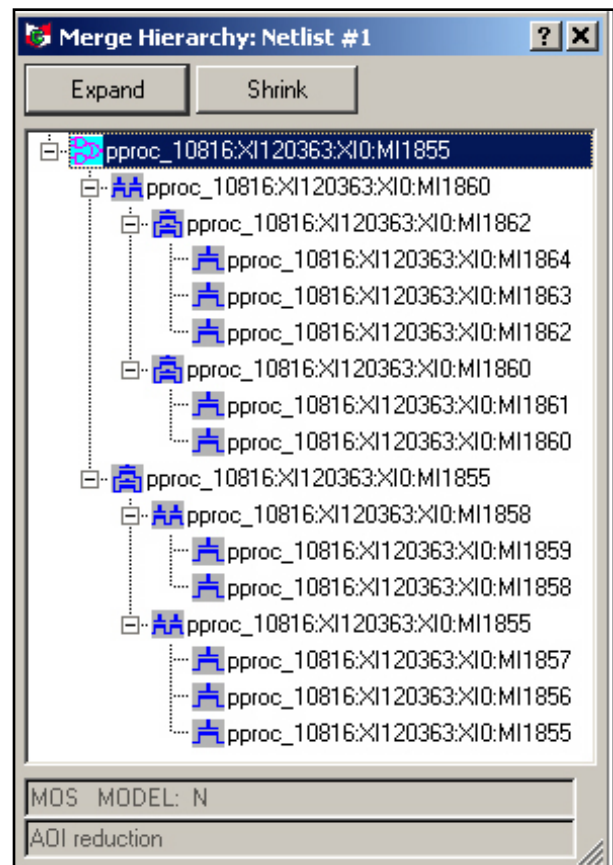 Merge Hierarchy: Netlist #1
Expand Shrink
pproc_10816:XI120363:XI0:MI1855
pproc_10816:XI120363:XI0:MI1860
pproc_10816:XI120363:XI0:MI1862
pproc_10816:XI120363:XI0:MI1864
pproc_10816:XI120363:XI0:MI1863
pproc_10816:XI120363:XI0:MI1862
pproc_10816:XI120363:XI0:MI1860
pproc_10816:XI120363:XI0:MI1861
pproc_10816:XI120363:XI0:MI1860
pproc_10816:XI120363:XI0:MI1855
pproc_10816:XI120363:XI0:MI1858
pproc_10816:XI120363:XI0:MI1859
pproc_10816:XI120363:XI0:MI1858
pproc_10816:XI120363:XI0:MI1855
pproc_10816:XI120363:XI0:MI1857
pproc_10816:XI120363:XI0:MI1856
pproc_10816:XI120363:XI0:MI1855
MOS MODEL: N
AOI reduction